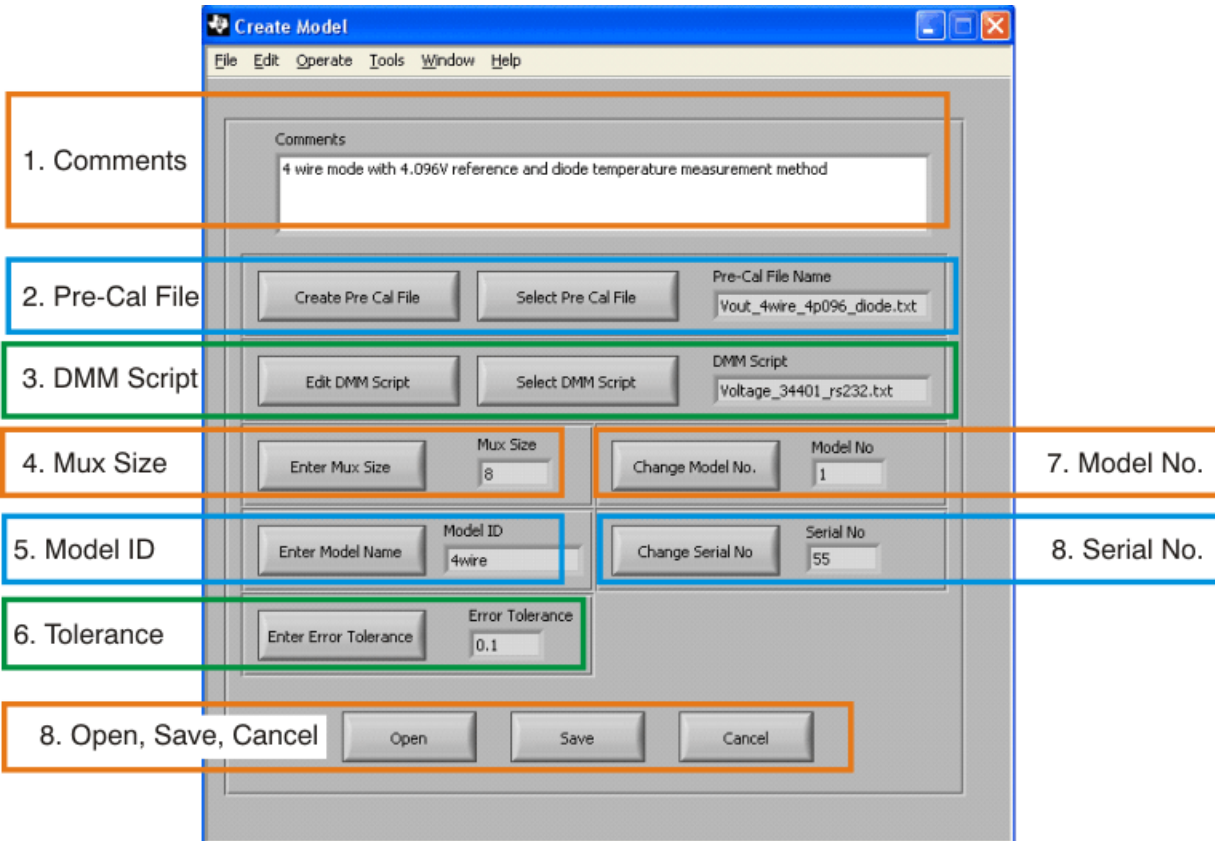 Create Model
File Edit Operate Tools Window Help
1. Comments
Comments
4 wire mode with 4.096V reference and diode temperature measurement method
2. Pre-Cal File
Create Pre Cal File
Select Pre Cal File
Pre-Cal File Name
Vout_4wire_4p096_diode.txt
3. DMM Script
Edit DMM Script
Select DMM Script
DMM Script
Voltage_34401_rs232.txt
4. Mux Size
Enter Mux Size
Mux Size
8
Change Model No.
Model No
1
7. Model No.
5. Model ID
Enter Model Name
Model ID
4wire
Change Serial No
Serial No
55
8. Serial No.
6. Tolerance
Enter Error Tolerance
Error Tolerance
0.1
8. Open, Save, Cancel
Open
Save
Cancel